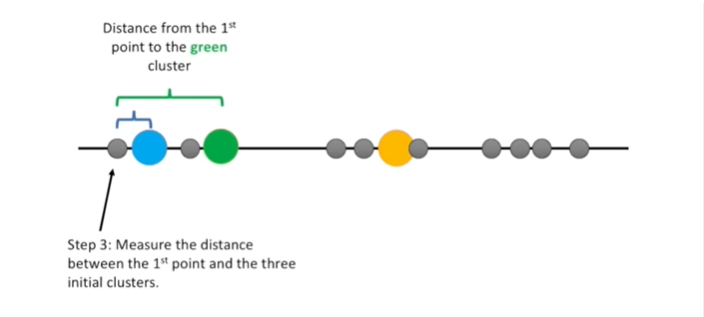 Distance from the 1st
point to the green
cluster
Step 3: Measure the distance
between the 1st point and the three
initial clusters.